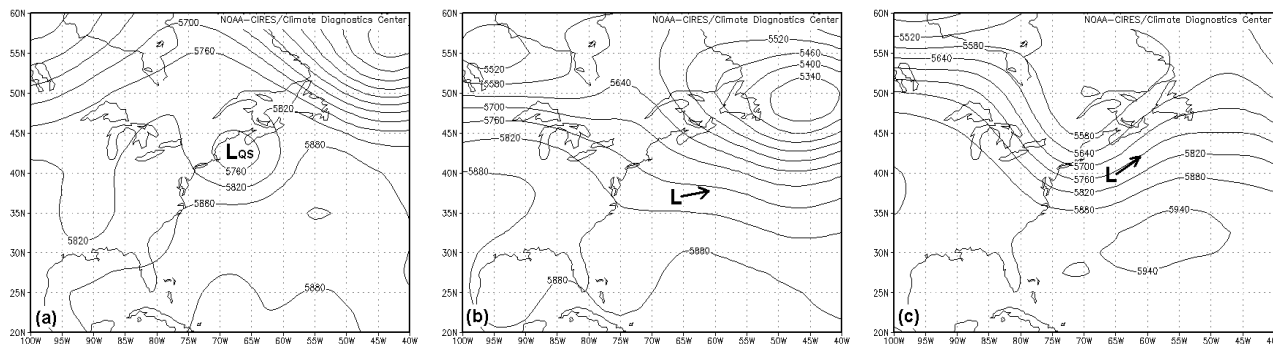 NOAA-CIRES/Climate Diagnostics Center
60N
55N
50N
45N
40N
35N
30N
25N
20N
5700
5760
5820
5880
LQS
5760
5820
5880
5820
5880
(a)
100W 95W 90W 85W 80W 75W 70W 65W 60W 55W 50W 45W 40W
NOAA-CIRES/Climate Diagnostics Center
60N
55N
50N
45N
40N
35N
30N
25N
20N
5520
5460
5400
5340
5520
5580
5640
5700
5760
5820
5880
L
5880
5880
(b)
100W 95W 90W 85W 80W 75W 70W 65W 60W 55W 50W 45W 40W
NOAA-CIRES/Climate Diagnostics Center
60N
55N
50N
45N
40N
35N
30N
25N
20N
5520
5580
5640
5580
5640
5700
5760
5820
5880
L
5820
5880
5940
5940
(c)
100W 95W 90W 85W 80W 75W 70W 65W 60W 55W 50W 45W 40W